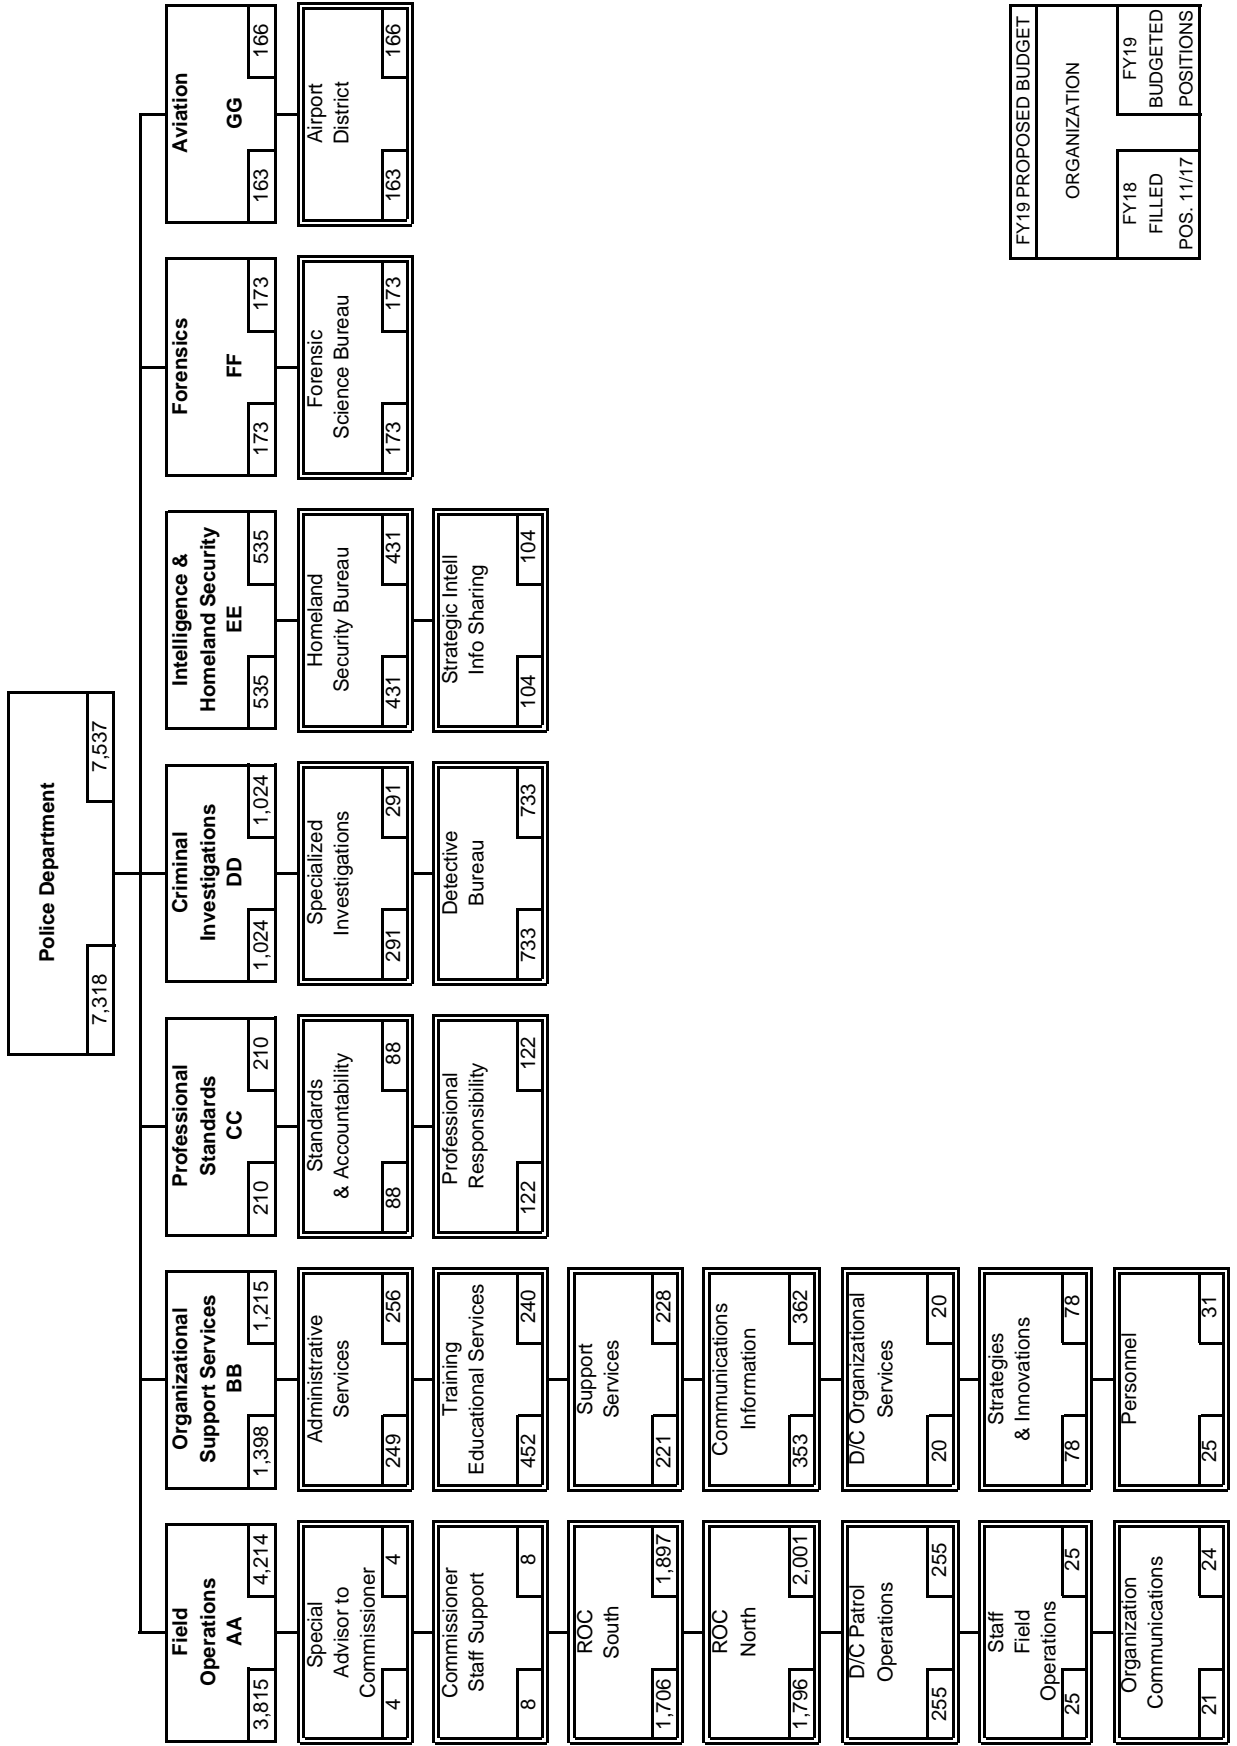 Police Department
7,318 7,537
Field
Operations
AA
3,815 4,214
Special
Advisor to
Commissioner
4 4
Commissioner
Staff Support
8 8
ROC
South
1,706 1,897
ROC
North
1,796 2,001
D/C Patrol
Operations
255 255
Staff
Field
Operations
25 25
Organization
Communications
21 24
Organizational
Support Services
BB
1,398 1,215
Administrative
Services
249 256
Training
Educational Services
452 240
Support
Services
221 228
Communications
Information
353 362
D/C Organizational
Services
20 20
Strategies
& Innovations
78 78
Personnel
25 31
Professional
Standards
CC
210 210
Standards
& Accountability
88 88
Professional
Responsibility
122 122
Criminal
Investigations
DD
1,024 1,024
Specialized
Investigations
291 291
Detective
Bureau
733 733
Intelligence &
Homeland Security
EE
535 535
Homeland
Security Bureau
431 431
Strategic Intell
Info Sharing
104 104
Forensics
FF
173 173
Forensic
Science Bureau
173 173
Aviation
GG
163 166
Airport
District
163 166
FY19 PROPOSED BUDGET
ORGANIZATION
FY18 FY19
FILLED BUDGETED
POS. 11/17 POSITIONS